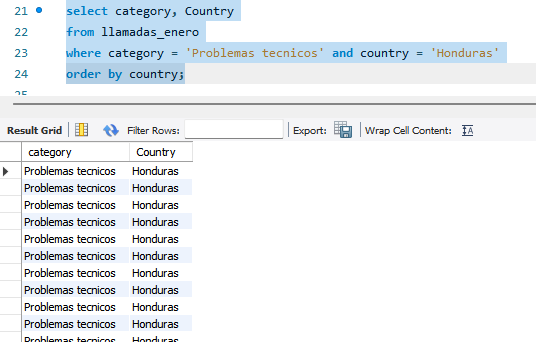 21 select category, Country
22 from llamadas_enero
23 where category = 'Problemas tecnicos' and country = 'Honduras'
24 order by country;
Result Grid Filter Rows: Export: Wrap Cell Content: IA
category Country
Problemas tecnicos Honduras
Problemas tecnicos Honduras
Problemas tecnicos Honduras
Problemas tecnicos Honduras
Problemas tecnicos Honduras
Problemas tecnicos Honduras
Problemas tecnicos Honduras
Problemas tecnicos Honduras
Problemas tecnicos Honduras
Problemas tecnicos Honduras